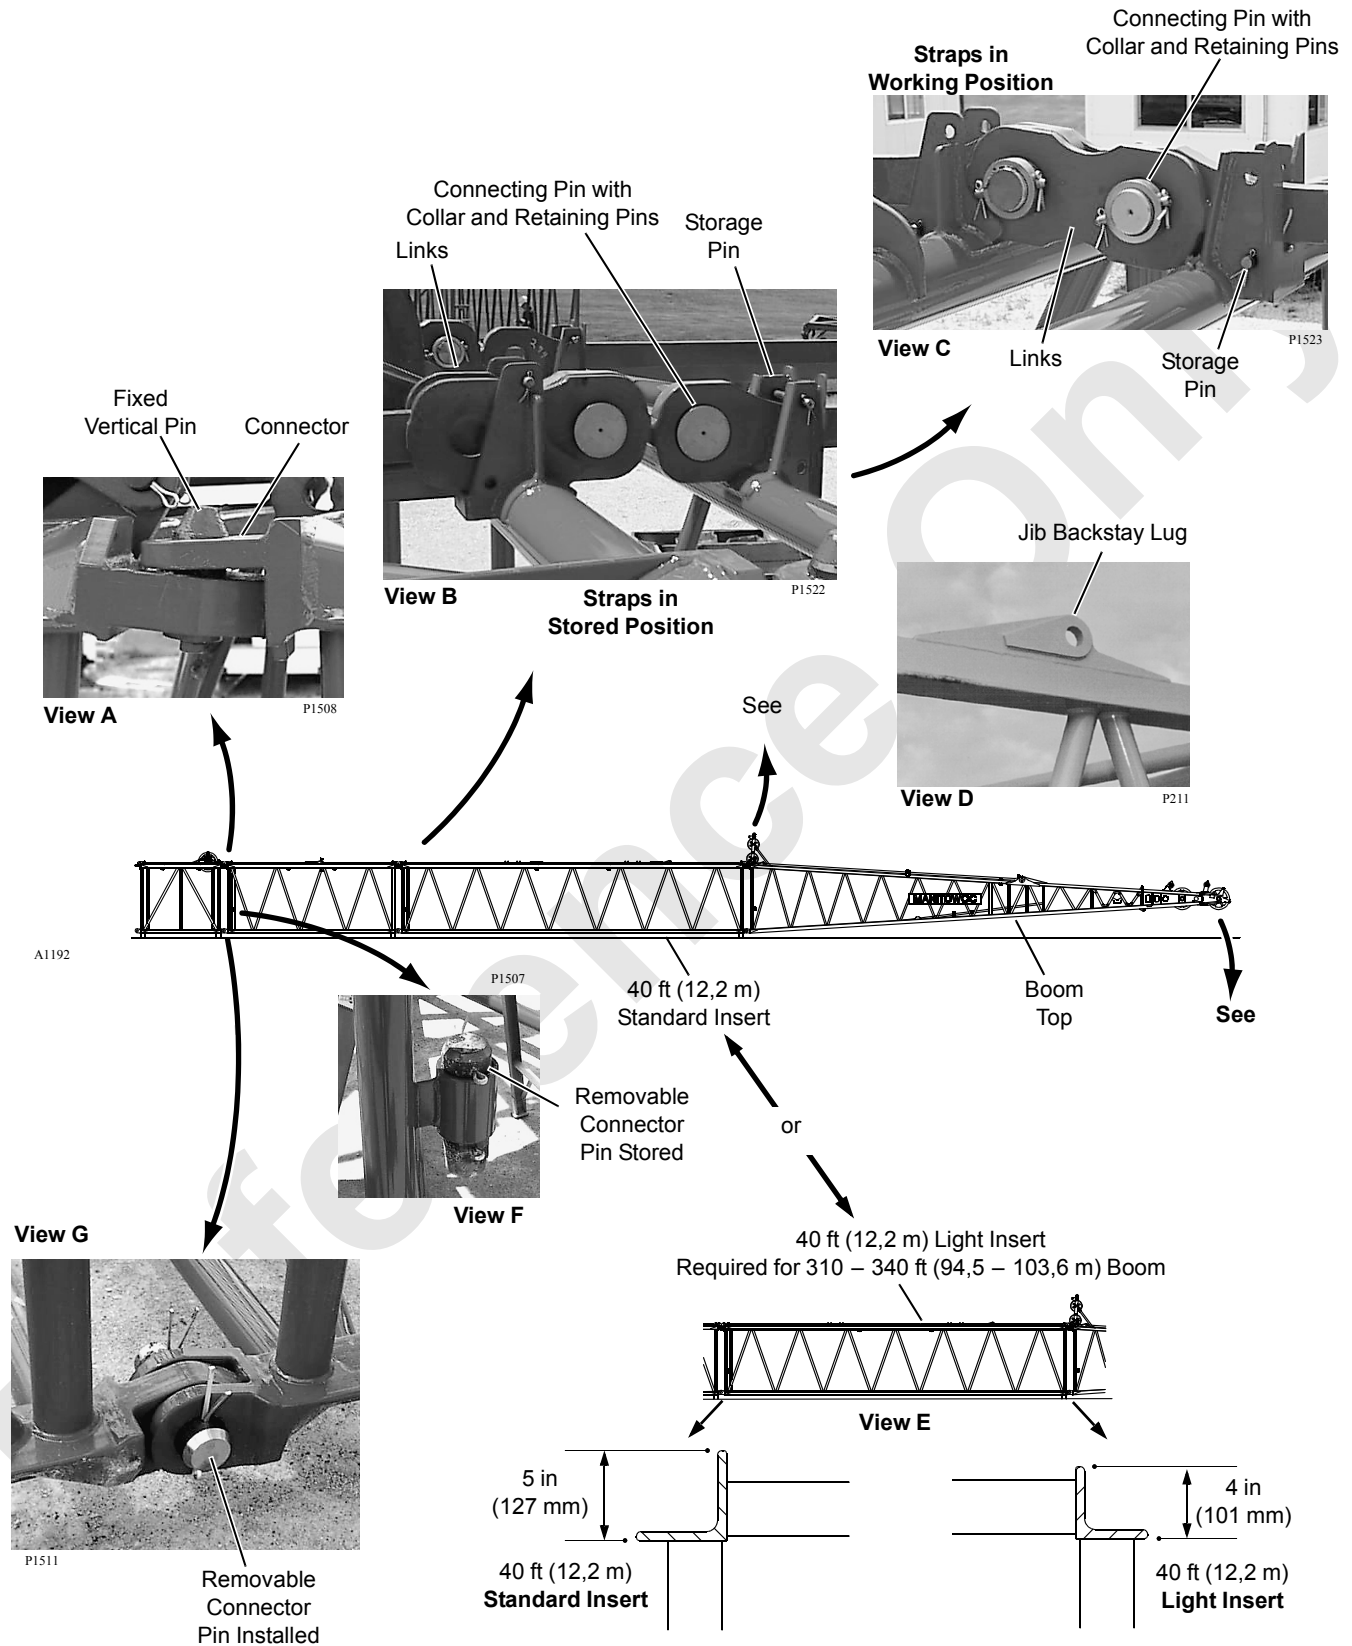 Connecting Pin with
Collar and Retaining Pins
Straps in
Working Position
View C
Links
Storage
Pin
P1523
Connecting Pin with
Collar and Retaining Pins
Links
Storage
Pin
View B
Straps in
Stored Position
P1522
Fixed
Vertical Pin
Connector
View A
P1508
Jib Backstay Lug
View D
P211
See
MANITOWOC
A1192
40 ft (12,2 m)
Standard Insert
Boom
Top
See
P1507
Removable
Connector
Pin Stored
View F
or
View G
P1511
Removable
Connector
Pin Installed
40 ft (12,2 m) Light Insert
Required for 310 – 340 ft (94,5 – 103,6 m) Boom
View E
5 in
(127 mm)
40 ft (12,2 m)
Standard Insert
4 in
(101 mm)
40 ft (12,2 m)
Light Insert
ference Only